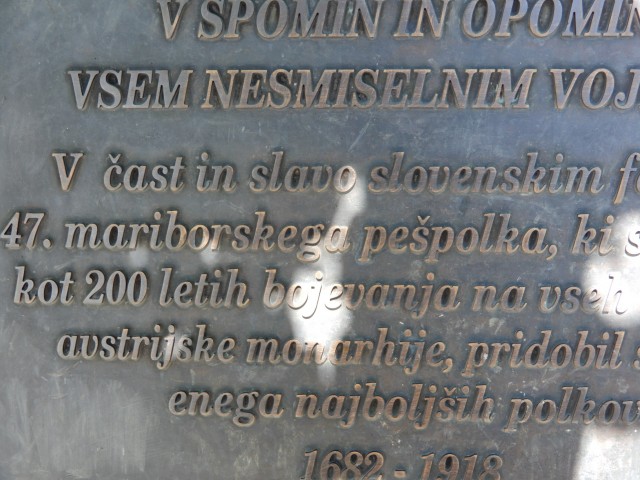 V SPOMIN IN OPOMIN
VSEM NESMISELNIM VOJ
V čast in slavo slovenskim f
47. mariborskega pešpolka, ki s
kot 200 letih bojevanja na vseh
avstrijske monarhije, pridobil s
enega najboljših polkov
1682 - 1918